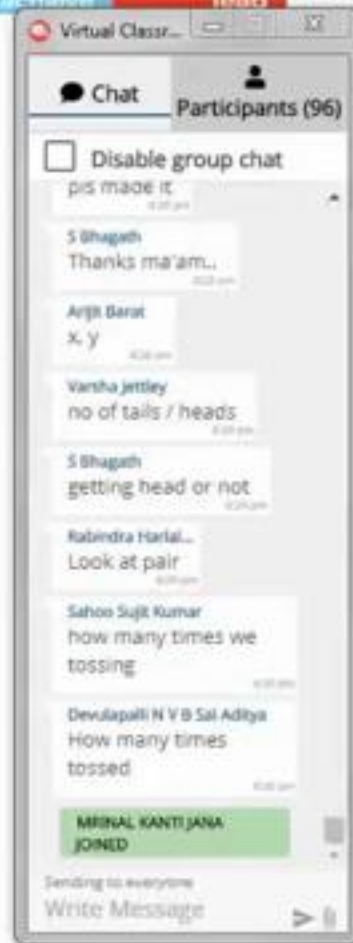 lead
Virtual Classr...
Chat
Participants (96)
Disable group chat
pls made it
S Bhagath
Thanks ma'am..
Arijit Barat
x, y
Varsha Jettley
no of tails / heads
S Bhagath
getting head or not
Rabindra Harlal...
Look at pair
Sahoo Sujit Kumar
how many times we
tossing
Devulapalli N V B Sai Aditya
How many times
tossed
MRINAL KANTI JANA
JOINED
Sending to everyone
Write Message